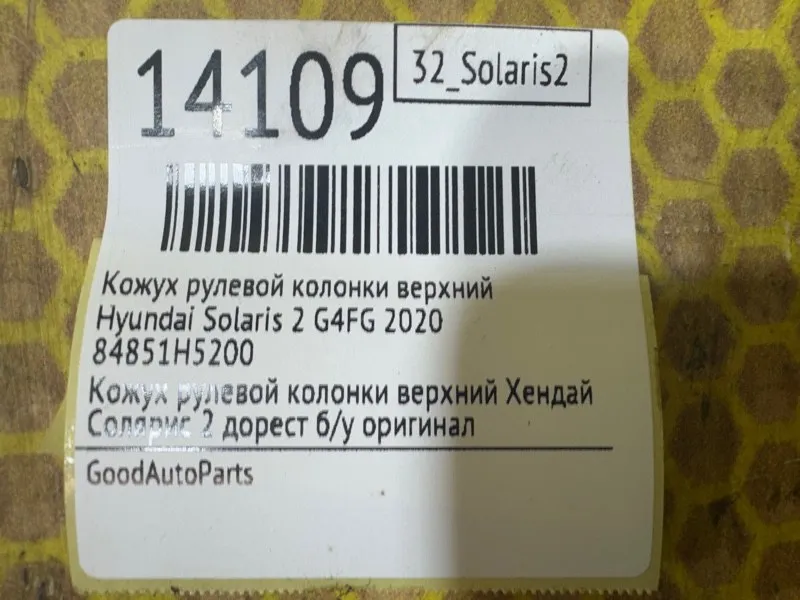 14109
32_Solaris2
Кожух рулевой колонки верхний
Hyundai Solaris 2 G4FG 2020
84851H5200
Кожух рулевой колонки верхний Хендай
Солярис 2 дорест б/у оригинал
GoodAutoParts